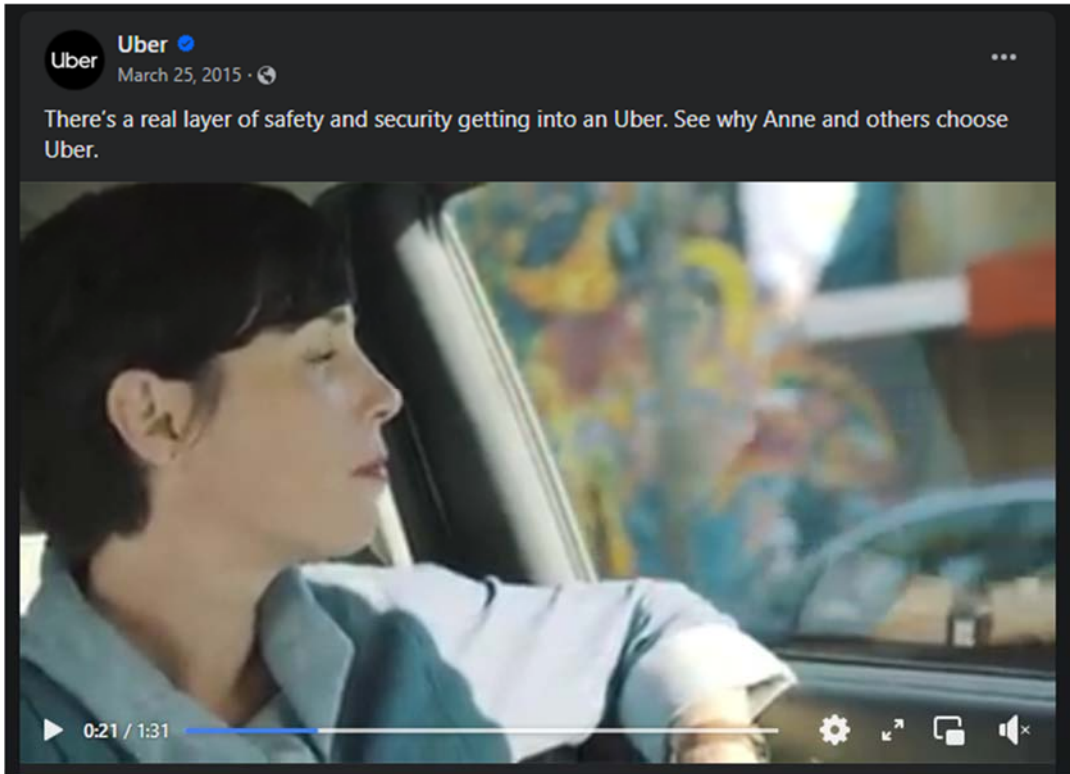 Uber
Uber
March 25, 2015 ·
There's a real layer of safety and security getting into an Uber. See why Anne and others choose
Uber.
0:21 / 1:31